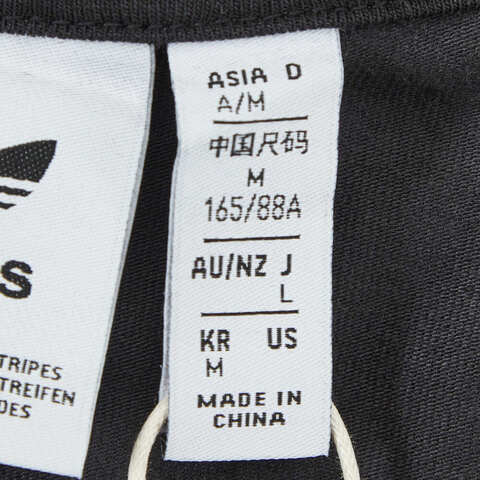 s
TRIPES
TREIFEN
DES
ASIA D
A/M
中国尺码
M
165/88A
AU/NZ J
L
KR US
M
MADE IN
CHINA